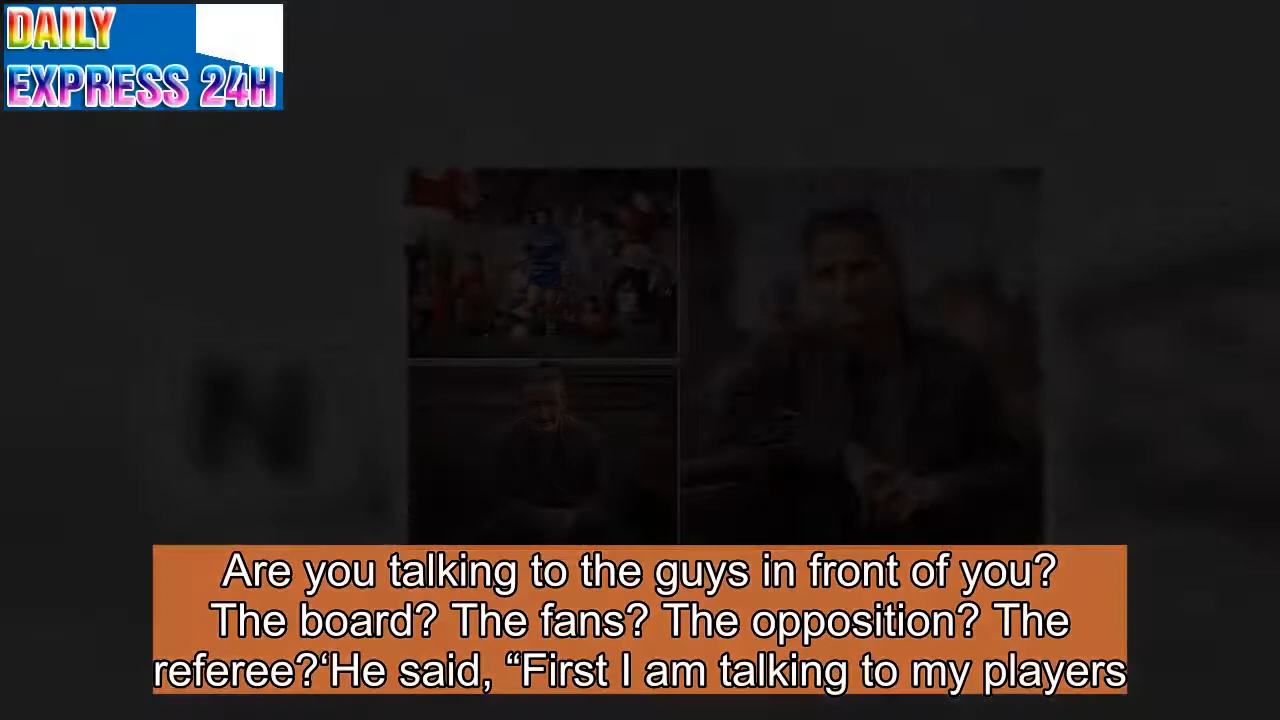 DAILY
EXPRESS 24H
Are you talking to the guys in front of you?
The board? The fans? The opposition? The
referee?‘He said, “First I am talking to my players